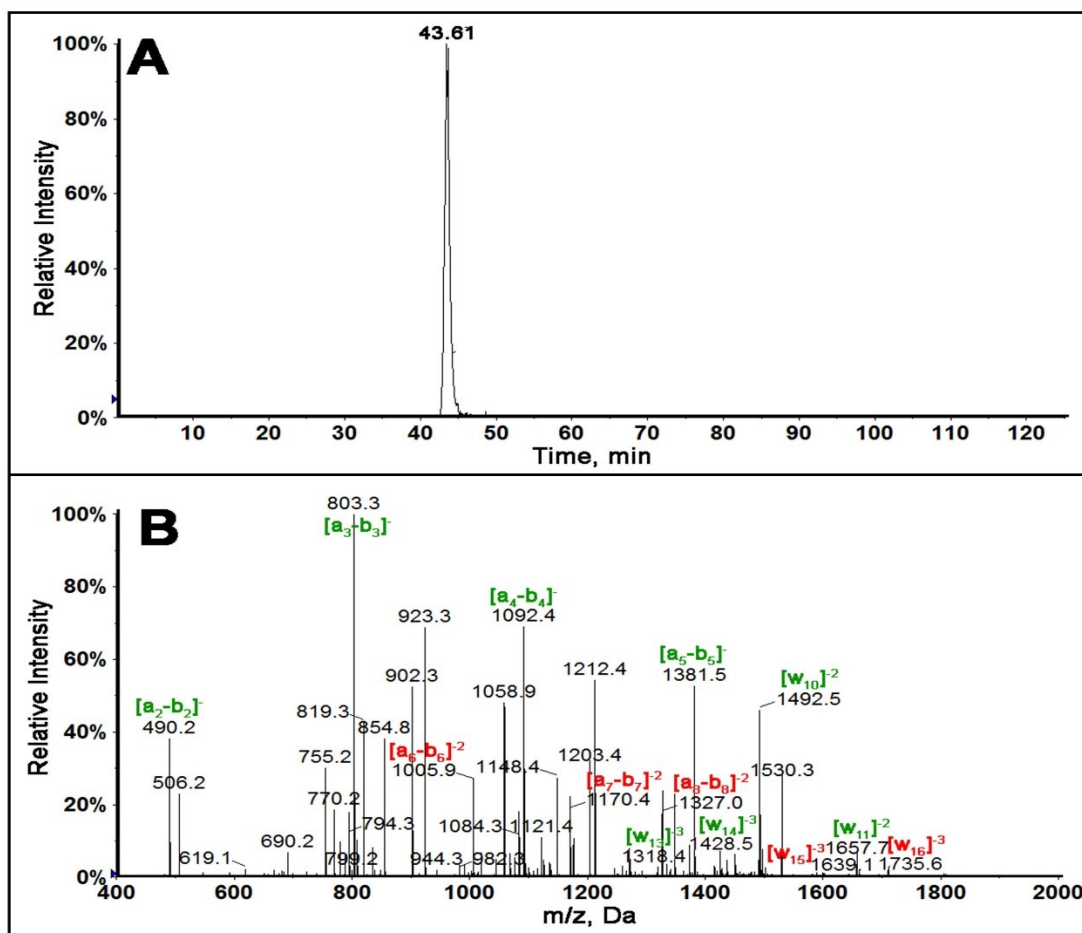 A
43.61
100%
80%
60%
40%
20%
0%
Relative Intensity
10 20 30 40 50 60 70 80 90 100 110 120
Time, min
B
100%
80%
60%
40%
20%
0%
Relative Intensity
803.3
[a3-b3]-
[a4-b4]-
1092.4
923.3
[a5-b5]-
1381.5
[w10]-2
1492.5
1212.4
902.3
1058.9
[a2-b2]-
490.2
819.3
854.8
[a6-b6]-2
1005.9
755.2
1148.4
1203.4
[a7-b7]-2
1170.4
[a8-b8]-2
1327.0
1530.3
506.2
770.2
794.3
1084.3
1121.4
[w13]-3
1318.4
[w14]-3
1428.5
[w11]-2
1657.7
690.2
619.1
799.2
944.3
982.3
[w15]-3
1639.1
[w16]-3
1735.6
400 600 800 1000 1200 1400 1600 1800 2000
m/z, Da